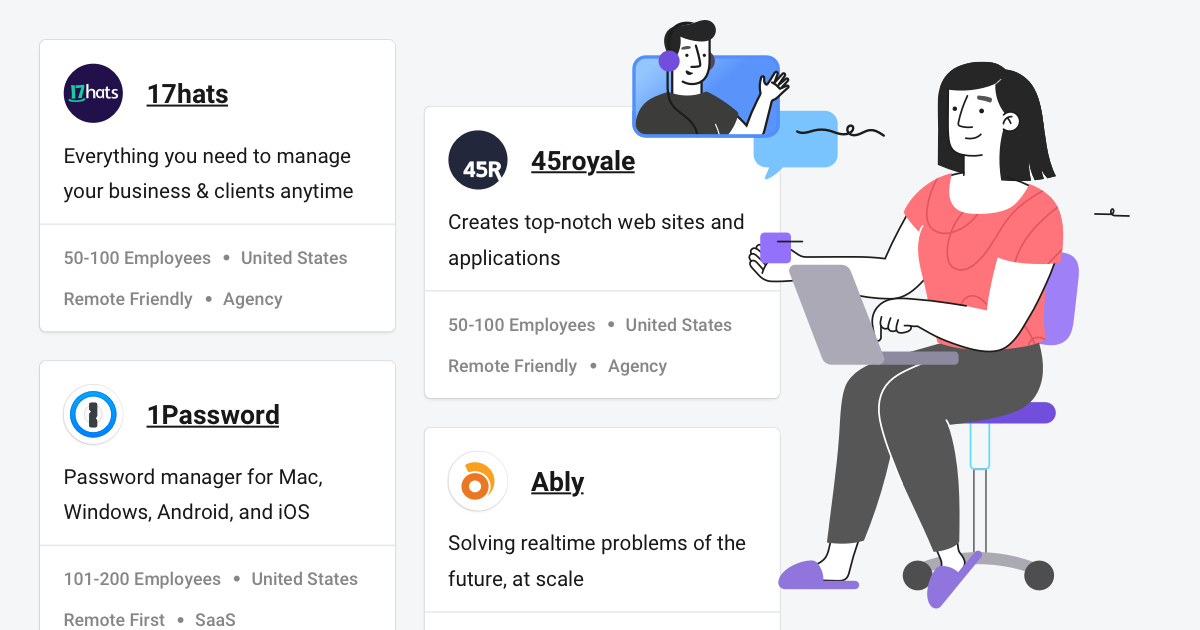 17hats
17hats
Everything you need to manage
your business & clients anytime
50-100 Employees • United States
Remote Friendly • Agency
1Password
Password manager for Mac,
Windows, Android, and iOS
101-200 Employees • United States
Remote First • SaaS
45R
45royale
Creates top-notch web sites and
applications
50-100 Employees • United States
Remote Friendly • Agency
Ably
Solving realtime problems of the
future, at scale